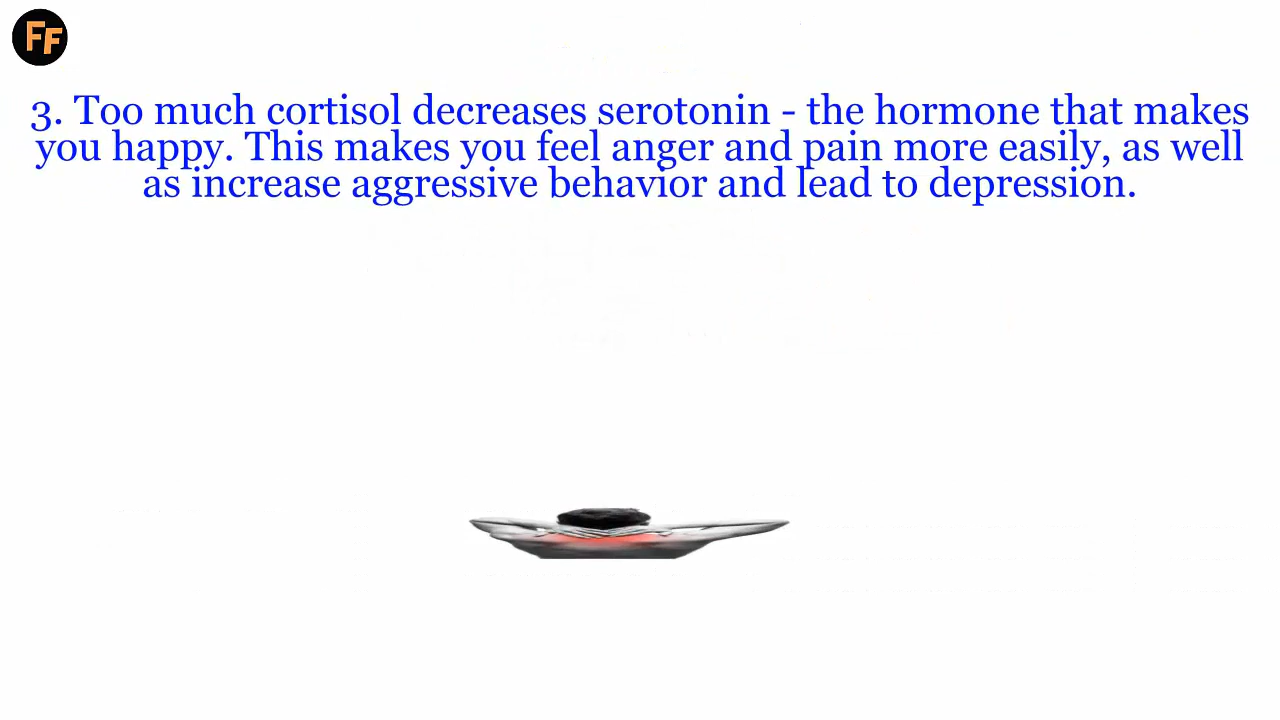 FF
3. Too much cortisol decreases serotonin - the hormone that makes
you happy. This makes you feel anger and pain more easily, as well
as increase aggressive behavior and lead to depression.